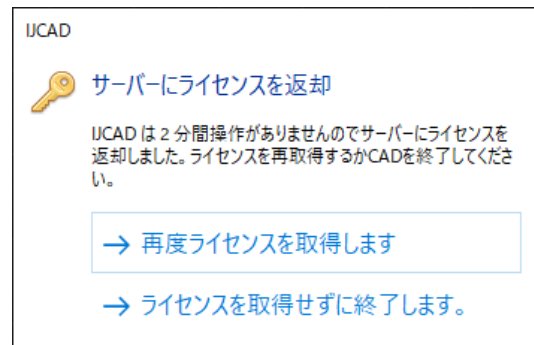 IJCAD
サーバーにライセンスを返却
IJCAD は 2 分間操作がありませんのでサーバーにライセンスを
返却しました。ライセンスを再取得するかCADを終了してくださ
い。
→ 再度ライセンスを取得します
→ ライセンスを取得せずに終了します。